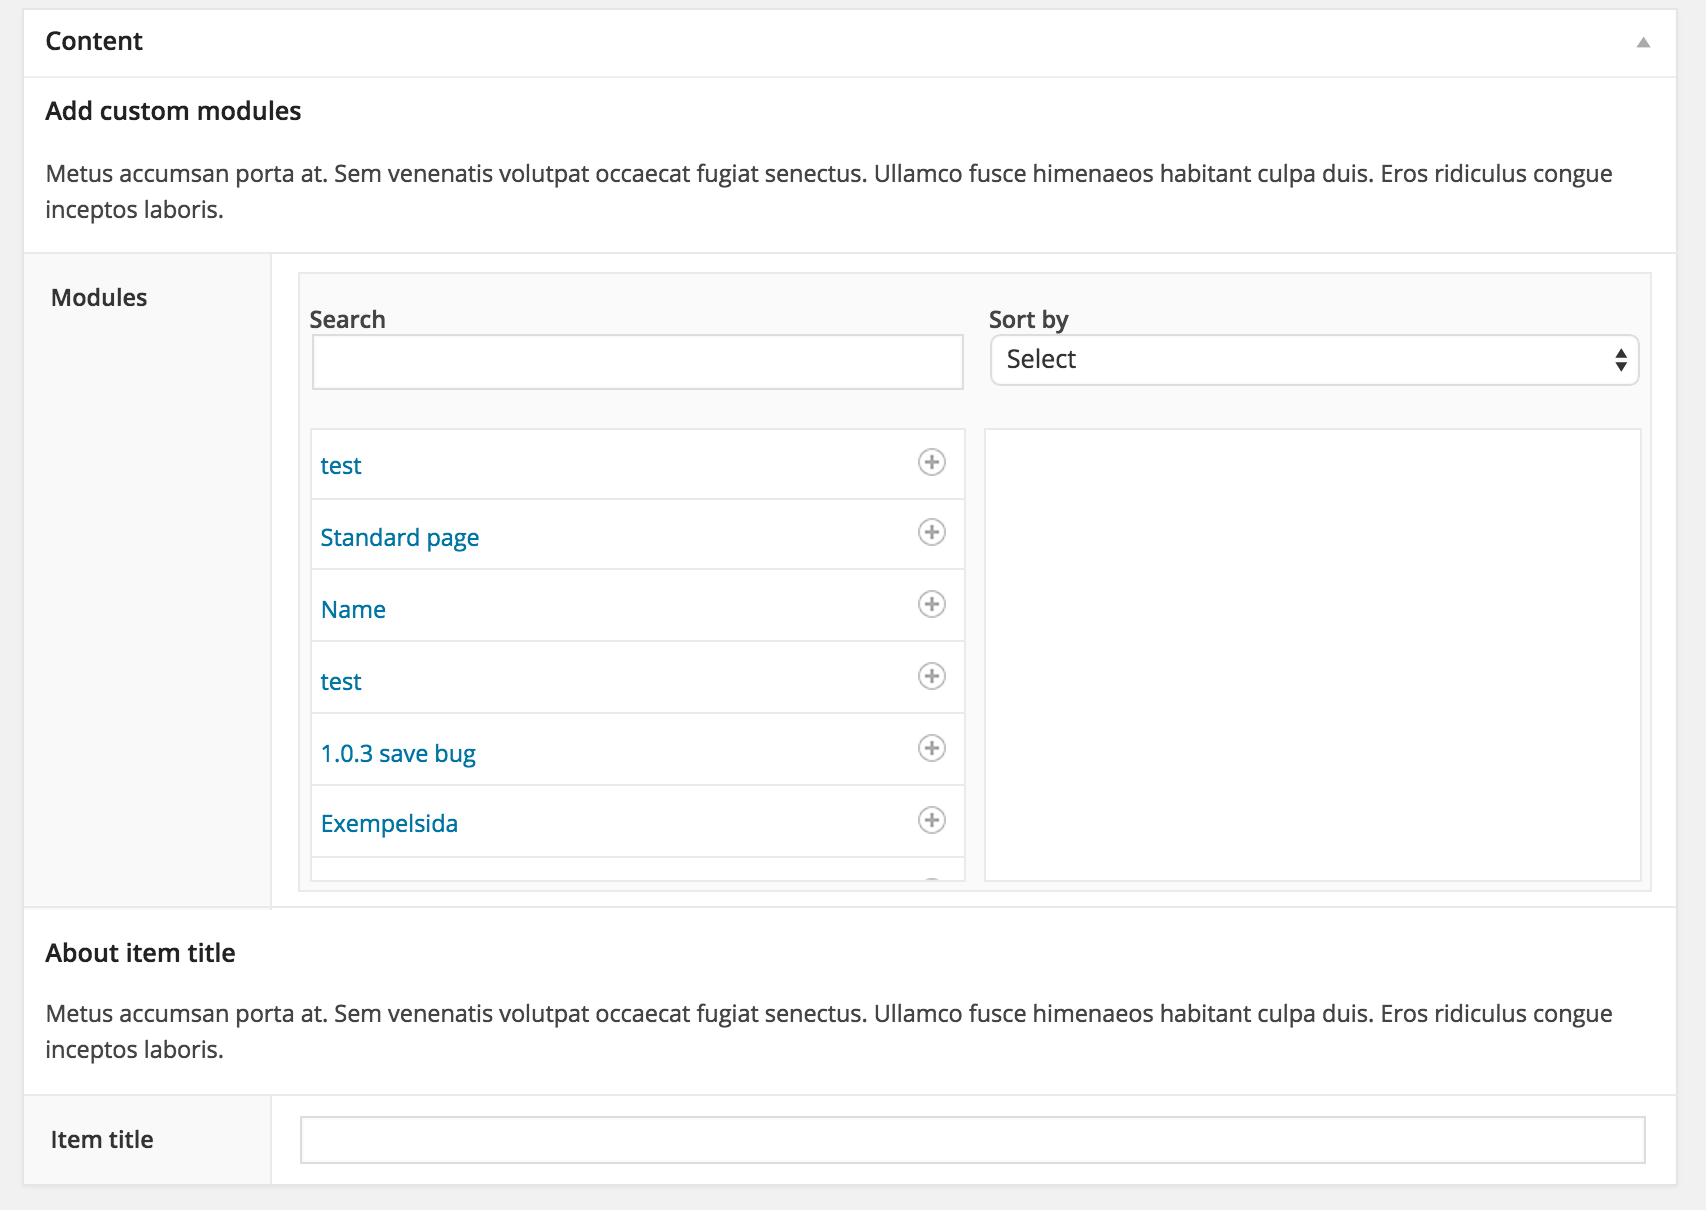 Content
Add custom modules
Metus accumsan porta at. Sem venenatis volutpat occaecat fugiat senectus. Ullamco fusce himenaeos habitant culpa duis. Eros ridiculus congue
inceptos laboris.
Modules
Search
Sort by
Select
test
Standard page
Name
test
1.0.3 save bug
Exempelsida
About item title
Metus accumsan porta at. Sem venenatis volutpat occaecat fugiat senectus. Ullamco fusce himenaeos habitant culpa duis. Eros ridiculus congue
inceptos laboris.
Item title